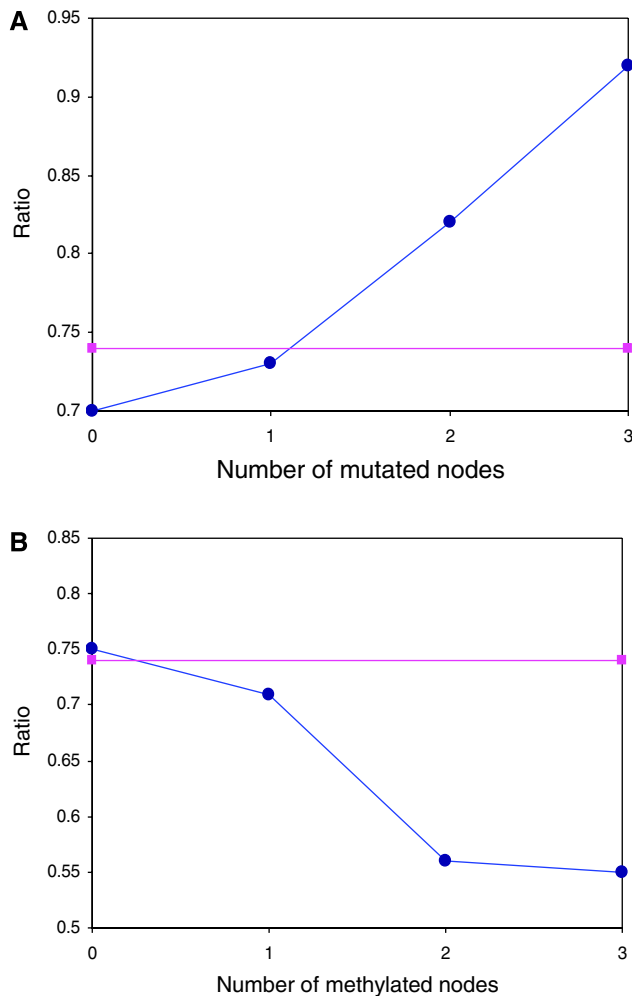 A
0.95
0.9
0.85
0.8
0.75
0.7
Ratio
0 1 2 3
Number of mutated nodes
B
0.85
0.8
0.75
0.7
0.65
0.6
0.55
0.5
Ratio
0 1 2 3
Number of methylated nodes